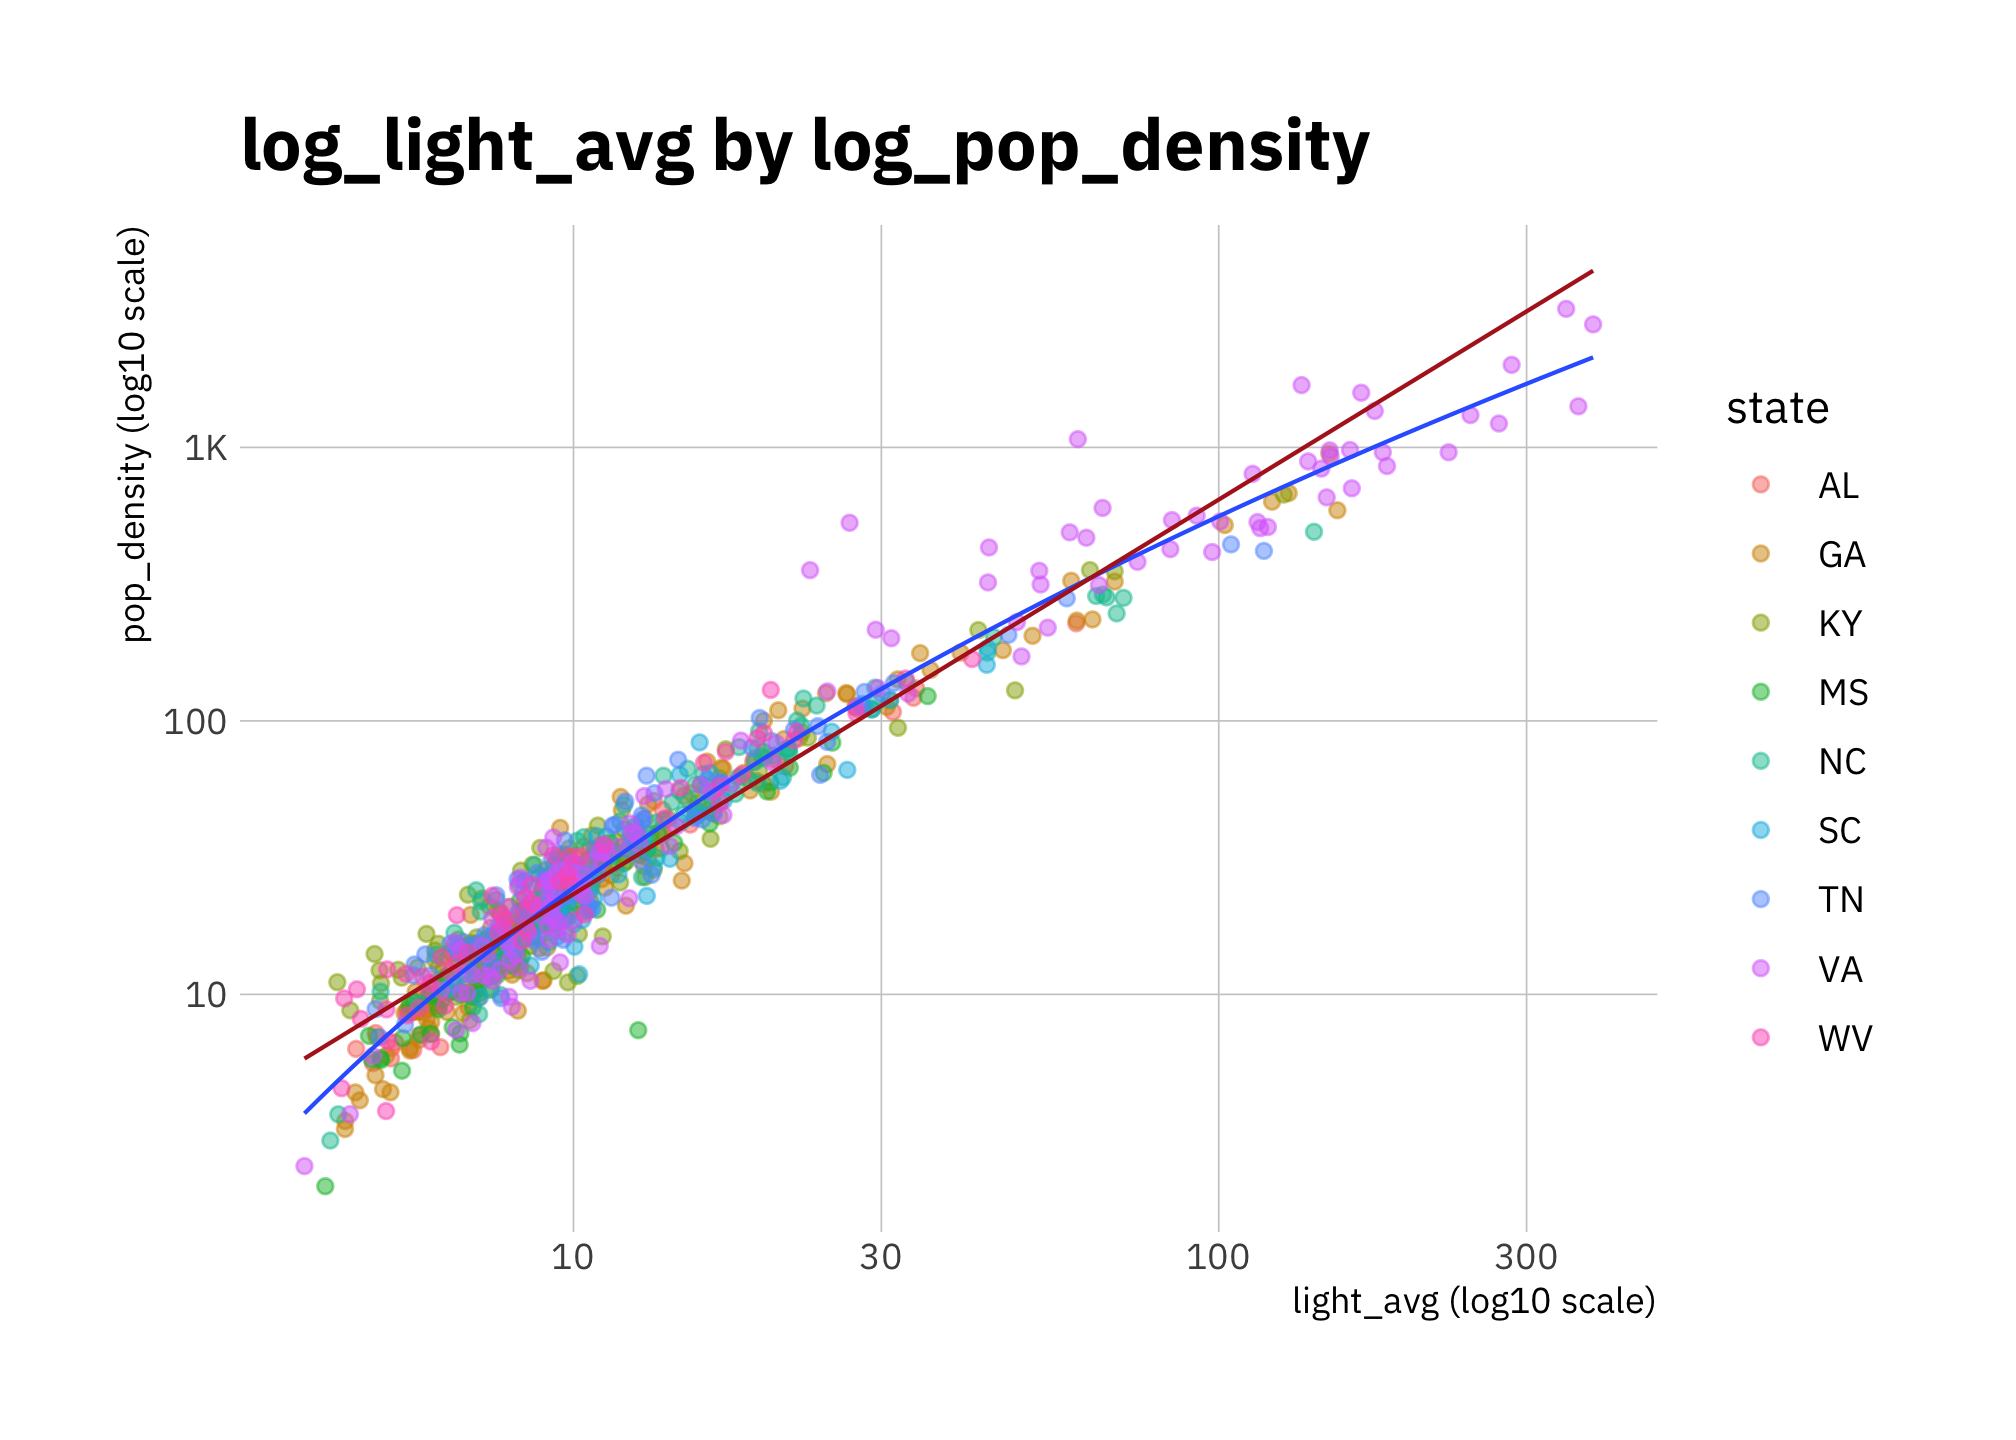 log_light_avg by log_pop_density
pop_density (log10 scale)
1K
100
10
10
30
100
300
light_avg (log10 scale)
state
AL
GA
KY
MS
NC
SC
TN
VA
WV